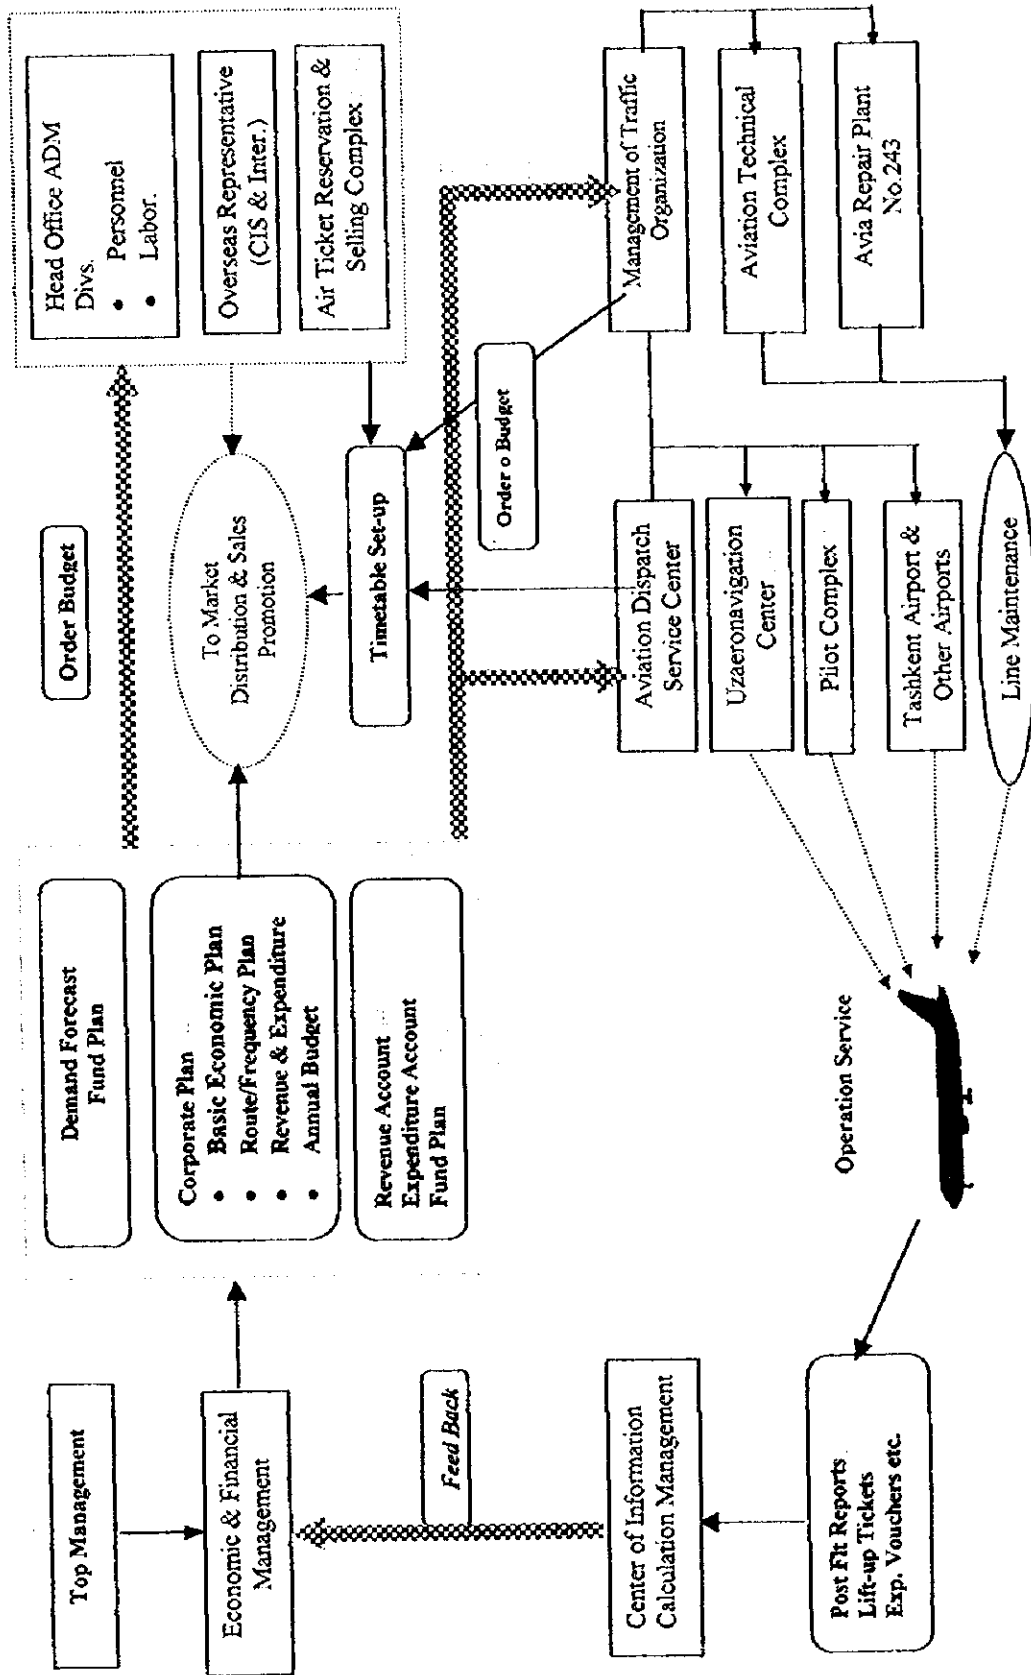 Top Management
Economic & Financial
Management
Feed Back
Center of Information
Calculation Management
Post Flt Reports
Lift-up Tickets
Exp. Vouchers etc.
Demand Forecast
Fund Plan
Corporate Plan
• Basic Economic Plan
• Route/Frequency Plan
• Revenue & Expenditure
• Annual Budget
Revenue Account
Expenditure Account
Fund Plan
Operation Service
Order Budget
To Market
Distribution & Sales
Promotion
Timetable Set-up
Order o Budget
Aviation Dispatch
Service Center
Uzaeronavigation
Center
Pilot Complex
Tashkent Airport &
Other Airports
Line Maintenance
Head Office ADM
Divs.
• Personnel
• Labor.
Overseas Representative
(CIS & Inter.)
Air Ticket Reservation &
Selling Complex
Management of Traffic
Organization
Aviation Technical
Complex
Avia Repair Plant
No.243